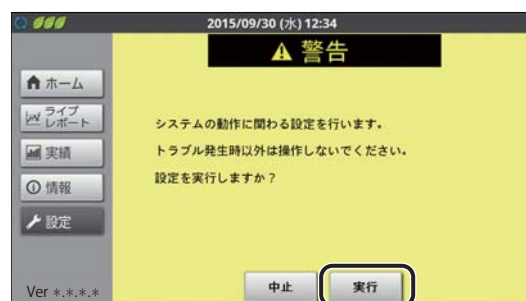 2015/09/30 (水) 12:34
警告
ホーム
ライブ
レポート
実績
情報
設定
システムの動作に関わる設定を行います。
トラブル発生時以外は操作しないでください。
設定を実行しますか？
中止
実行
Ver *.*.*.*